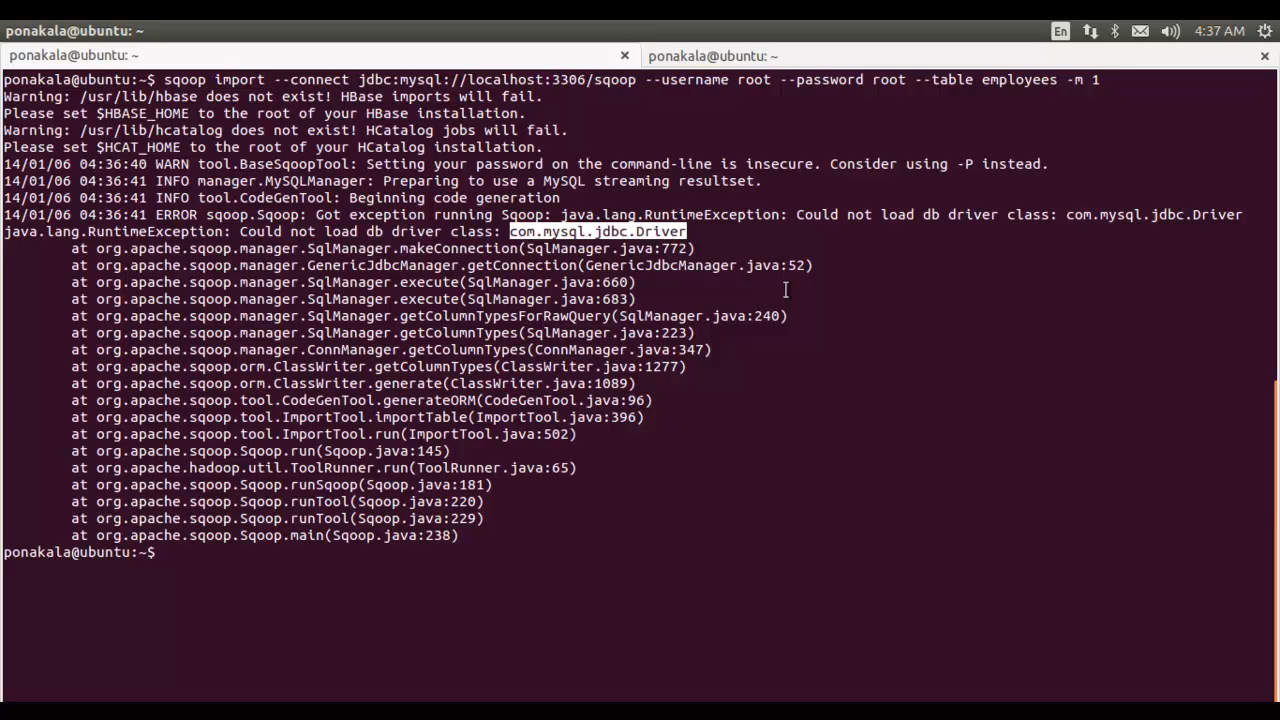 ponakala@ubuntu: ~
En
4:37 AM
ponakala@ubuntu: ~ × ponakala@ubuntu: ~ ×
ponakala@ubuntu:~$ sqoop import --connect jdbc:mysql://localhost:3306/sqoop --username root --password root --table employees -m 1
Warning: /usr/lib/hbase does not exist! HBase imports will fail.
Please set $HBASE_HOME to the root of your HBase installation.
Warning: /usr/lib/hcatalog does not exist! HCatalog jobs will fail.
Please set $HCAT_HOME to the root of your HCatalog installation.
14/01/06 04:36:40 WARN tool.BaseSqoopTool: Setting your password on the command-line is insecure. Consider using -P instead.
14/01/06 04:36:41 INFO manager.MySQLManager: Preparing to use a MySQL streaming resultset.
14/01/06 04:36:41 INFO tool.CodeGenTool: Beginning code generation
14/01/06 04:36:41 ERROR sqoop.Sqoop: Got exception running Sqoop: java.lang.RuntimeException: Could not load db driver class: com.mysql.jdbc.Driver
java.lang.RuntimeException: Could not load db driver class: com.mysql.jdbc.Driver
at org.apache.sqoop.manager.SqlManager.makeConnection(SqlManager.java:772)
at org.apache.sqoop.manager.GenericJdbcManager.getConnection(GenericJdbcManager.java:52)
at org.apache.sqoop.manager.SqlManager.execute(SqlManager.java:660)
at org.apache.sqoop.manager.SqlManager.execute(SqlManager.java:683)
at org.apache.sqoop.manager.SqlManager.getColumnTypesForRawQuery(SqlManager.java:240)
at org.apache.sqoop.manager.SqlManager.getColumnTypes(SqlManager.java:223)
at org.apache.sqoop.manager.ConnManager.getColumnTypes(ConnManager.java:347)
at org.apache.sqoop.orm.ClassWriter.getColumnTypes(ClassWriter.java:1277)
at org.apache.sqoop.orm.ClassWriter.generate(ClassWriter.java:1089)
at org.apache.sqoop.tool.CodeGenTool.generateORM(CodeGenTool.java:96)
at org.apache.sqoop.tool.ImportTool.importTable(ImportTool.java:396)
at org.apache.sqoop.tool.ImportTool.run(ImportTool.java:502)
at org.apache.sqoop.Sqoop.run(Sqoop.java:145)
at org.apache.hadoop.util.ToolRunner.run(ToolRunner.java:65)
at org.apache.sqoop.Sqoop.runSqoop(Sqoop.java:181)
at org.apache.sqoop.Sqoop.runTool(Sqoop.java:220)
at org.apache.sqoop.Sqoop.runTool(Sqoop.java:229)
at org.apache.sqoop.Sqoop.main(Sqoop.java:238)
ponakala@ubuntu:~$